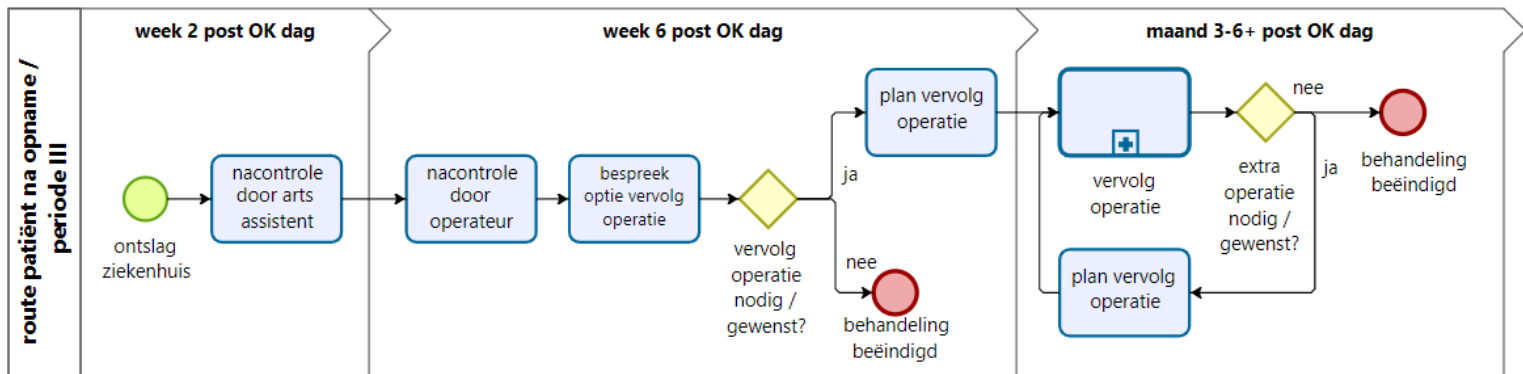 route patiënt na opname /
periode III
week 2 post OK dag
ontslag
ziekenhuis
nacontrole
door arts
assistent
week 6 post OK dag
nacontrole
door
operateur
bespreek
optie vervolg
operatie
vervolg
operatie
nodig /
gewenst?
ja
plan vervolg
operatie
nee
behandeling
beëindigd
maand 3-6+ post OK dag
vervolg
operatie
extra
operatie
nodig /
gewenst?
nee
behandeling
beëindigd
ja
plan vervolg
operatie